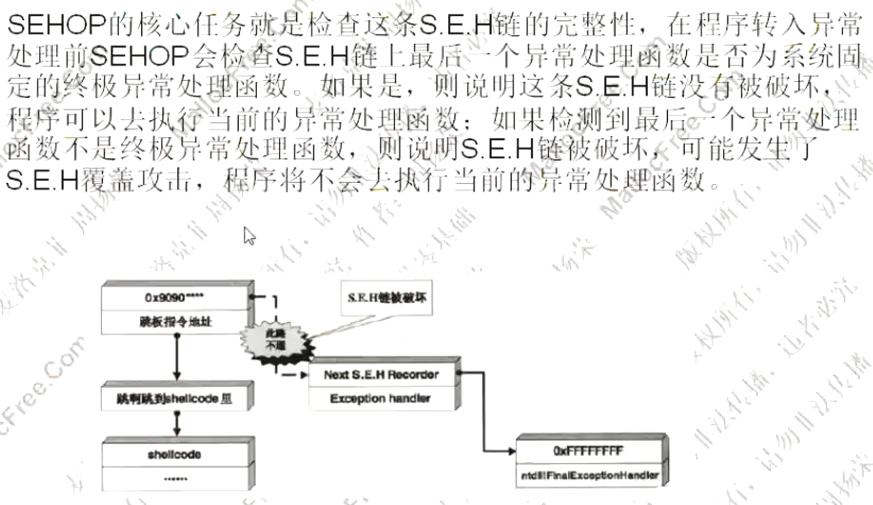 SEHOP的核心任务就是检查这条S.E.H链的完整性，在程序转入异常
处理前SEHOP会检查S.E.H链上最后一个异常处理函数是否为系统固
定的终极异常处理函数。如果是，则说明这条S.E.H链没有被破坏，
程序可以去执行当前的异常处理函数；如果检测到最后一个异常处理
函数不是终极异常处理函数，则说明S.E.H链被破坏，可能发生了
S.E.H覆盖攻击，程序将不会去执行当前的异常处理函数。
0x9090****
跳板指令地址
S.E.H链被破坏
此路
不通
Next S.E.H Recorder
Exception handler
跳啊跳到shellcode里
shellcode
······
0xFFFFFFFF
ntdll!FinalExceptionHandler